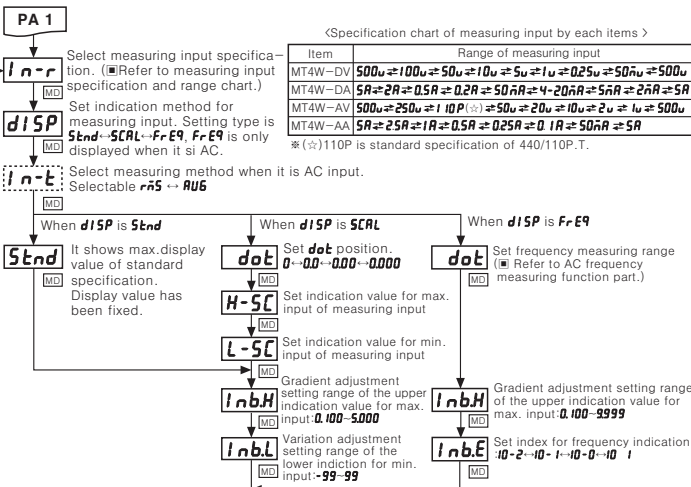 PA 1
<Specification chart of measuring input by each items >
Item Range of measuring input
MT4W-DV 500v⇄100v⇄50v⇄10v⇄5v⇄1v⇄0.25v⇄50mv⇄500v
MT4W-DA 5A⇄2A⇄0.5A⇄0.2A⇄50mA⇄4-20mA⇄5mA⇄2mA⇄5A
MT4W-AV 500v⇄250v⇄110P(☆)⇄50v⇄20v⇄10v⇄2v⇄1v⇄500v
MT4W-AA 5A⇄2.5A⇄1A⇄0.5A⇄0.25A⇄0.1A⇄50mA⇄5A
※(☆)110P is standard specification of 440/110P.T.
In-r
MD
Select measuring input specifica-
tion. (▣Refer to measuring input
specification and range chart.)
dISP
MD
Set indication method for
measuring input. Setting type is
Stnd↔SCAL↔FrEq, FrEq is only
displayed when it si AC.
In-t
MD
Select measuring method when it is AC input.
Selectable rmS ↔ AUG
When dISP is Stnd
When dISP is SCAL
When dISP is FrEq
Stnd
MD
It shows max.display
value of standard
specification.
Display value has
been fixed.
dot
MD
Set dot position.
0↔0.0↔0.00↔0.000
H-SC
MD
Set indication value for max.
input of measuring input
L-SC
MD
Set indication value for min.
input of measuring input
Inb.H
MD
Gradient adjustment
setting range of the upper
indication value for max.
input:0.100~5.000
Inb.L
MD
Variation adjustment
setting range of the
lower indiction for min.
input:-99~99
dot
MD
Set frequency measuring range
(▣ Refer to AC frequency
measuring function part.)
Inb.H
MD
Gradient adjustment setting range
of the upper indication value for
max. input:0.100~9.999
Inb.E
MD
Set index for frequency indication
:10-2↔10-1↔10-0↔10 1